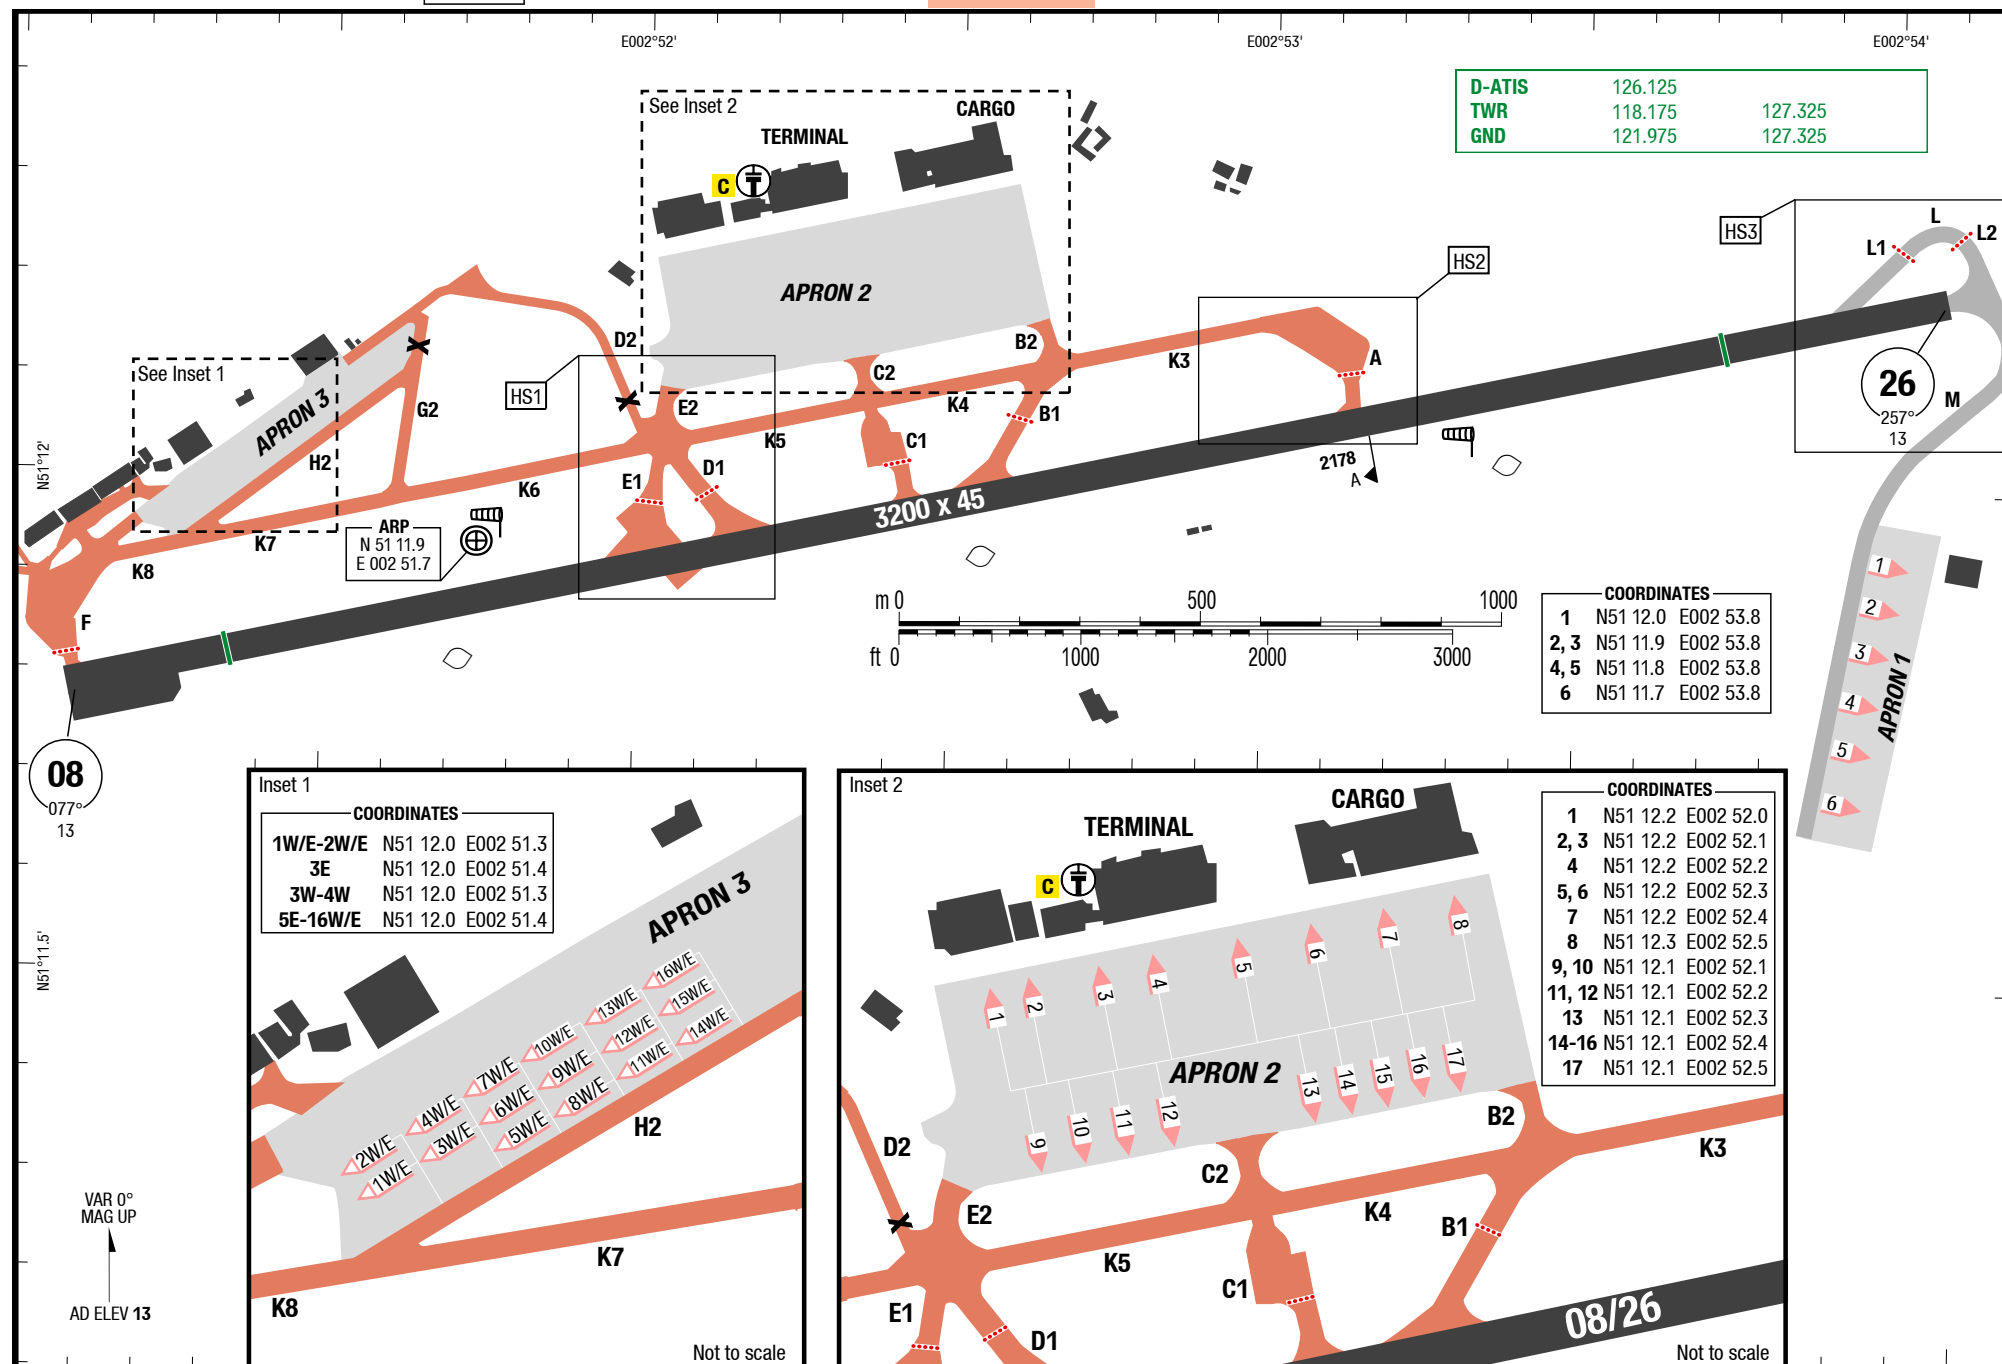 E002°52'
E002°53'
E002°54'
D-ATIS 126.125
TWR 118.175 127.325
GND 121.975 127.325
See Inset 2
TERMINAL
CARGO
C
APRON 2
HS3
L
L1
L2
HS2
D2
B2
K3
A
See Inset 1
HS1
C2
26
257°
13
M
APRON 3
G2
E2
K4
B1
K5
C1
N51°12'
H2
E1
D1
2178
A
K6
3200 x 45
ARP
N 51 11.9
E 002 51.7
K7
K8
F
m 0 500 1000
ft 0 1000 2000 3000
COORDINATES
1 N51 12.0 E002 53.8
2, 3 N51 11.9 E002 53.8
4, 5 N51 11.8 E002 53.8
6 N51 11.7 E002 53.8
1
2
3
4
5
6
APRON 1
08
077°
13
Inset 1
COORDINATES
1W/E-2W/E N51 12.0 E002 51.3
3E N51 12.0 E002 51.4
3W-4W N51 12.0 E002 51.3
5E-16W/E N51 12.0 E002 51.4
APRON 3
16W/E
15W/E
14W/E
13W/E
12W/E
11W/E
10W/E
9W/E
8W/E
7W/E
6W/E
5W/E
4W/E
3W/E
2W/E
1W/E
H2
K7
K8
Not to scale
N51°11.5'
VAR 0°
MAG UP
AD ELEV 13
Inset 2
TERMINAL
CARGO
C
COORDINATES
1 N51 12.2 E002 52.0
2, 3 N51 12.2 E002 52.1
4 N51 12.2 E002 52.2
5, 6 N51 12.2 E002 52.3
7 N51 12.2 E002 52.4
8 N51 12.3 E002 52.5
9, 10 N51 12.1 E002 52.1
11, 12 N51 12.1 E002 52.2
13 N51 12.1 E002 52.3
14-16 N51 12.1 E002 52.4
17 N51 12.1 E002 52.5
1
2
3
4
5
6
7
8
APRON 2
9
10
11
12
13
14
15
16
17
D2
B2
K3
C2
E2
K4
B1
K5
C1
E1
D1
08/26
Not to scale